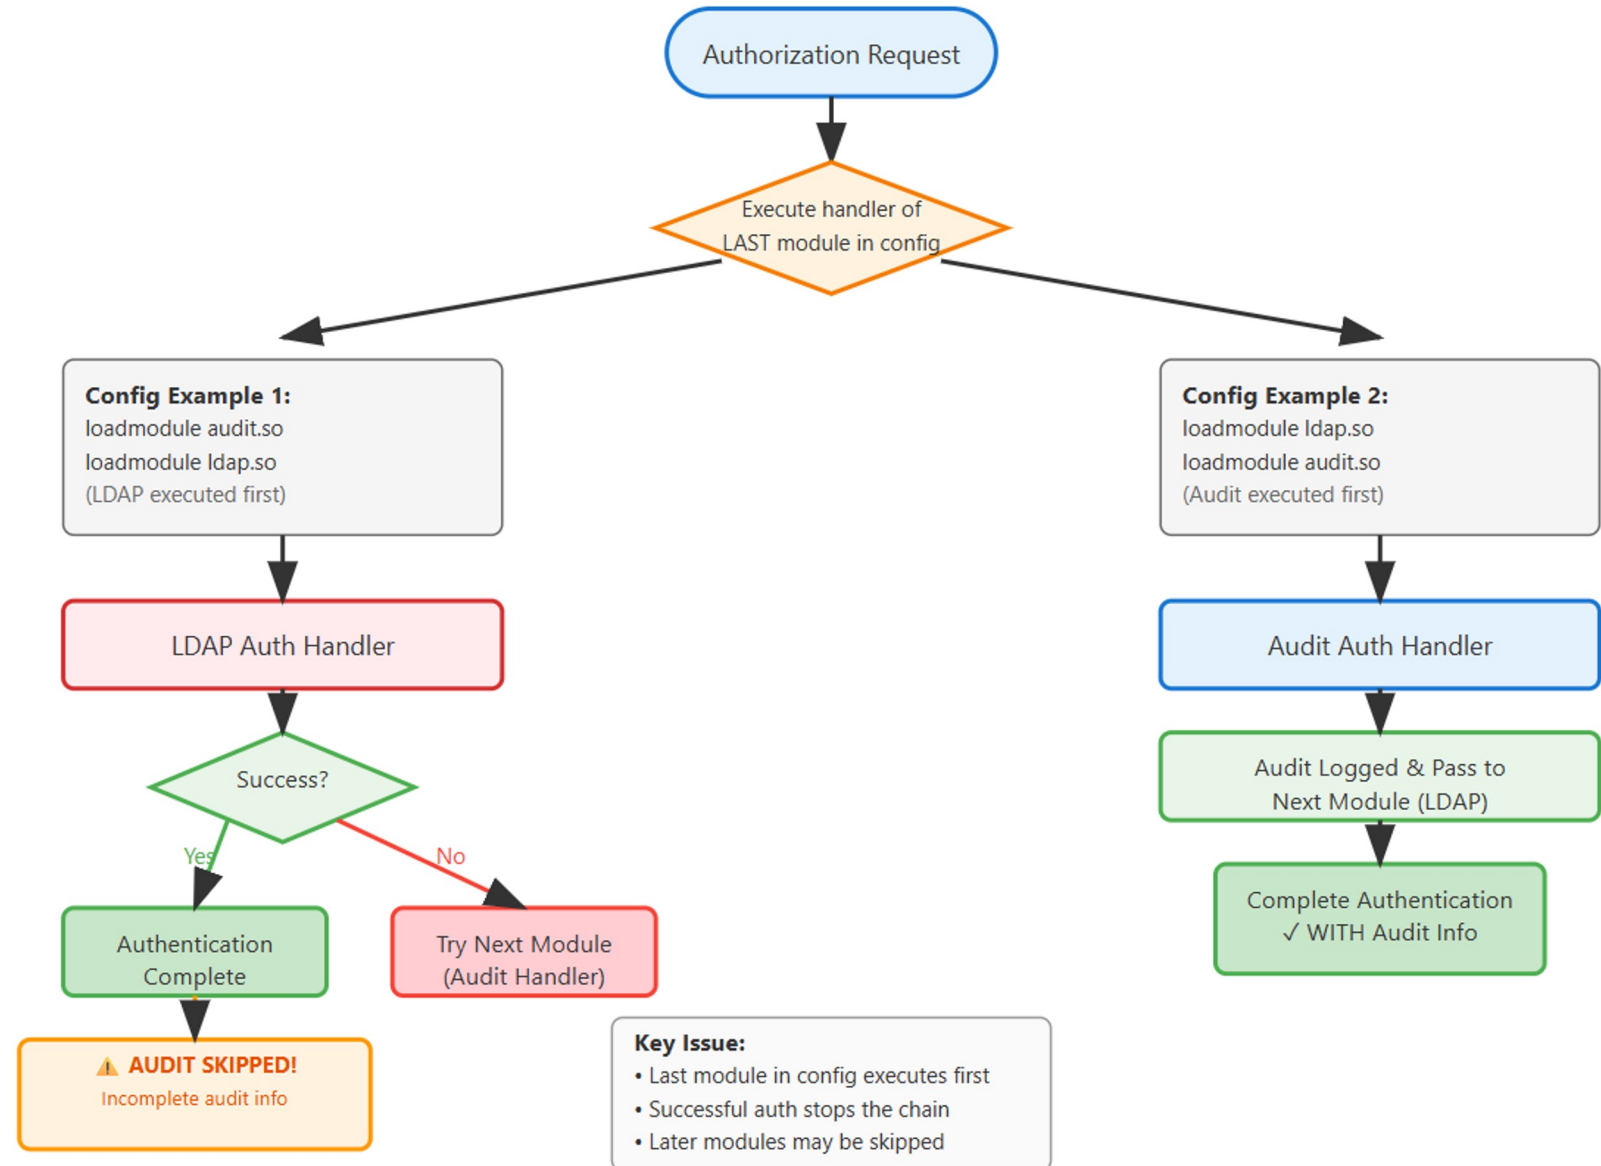 Authorization Request
Execute handler of
LAST module in config
Config Example 1:
loadmodule audit.so
loadmodule ldap.so
(LDAP executed first)
Config Example 2:
loadmodule ldap.so
loadmodule audit.so
(Audit executed first)
LDAP Auth Handler
Audit Auth Handler
Success?
Audit Logged & Pass to
Next Module (LDAP)
Yes
No
Authentication
Complete
Try Next Module
(Audit Handler)
Complete Authentication
✓ WITH Audit Info
⚠ AUDIT SKIPPED!
Incomplete audit info
Key Issue:
• Last module in config executes first
• Successful auth stops the chain
• Later modules may be skipped